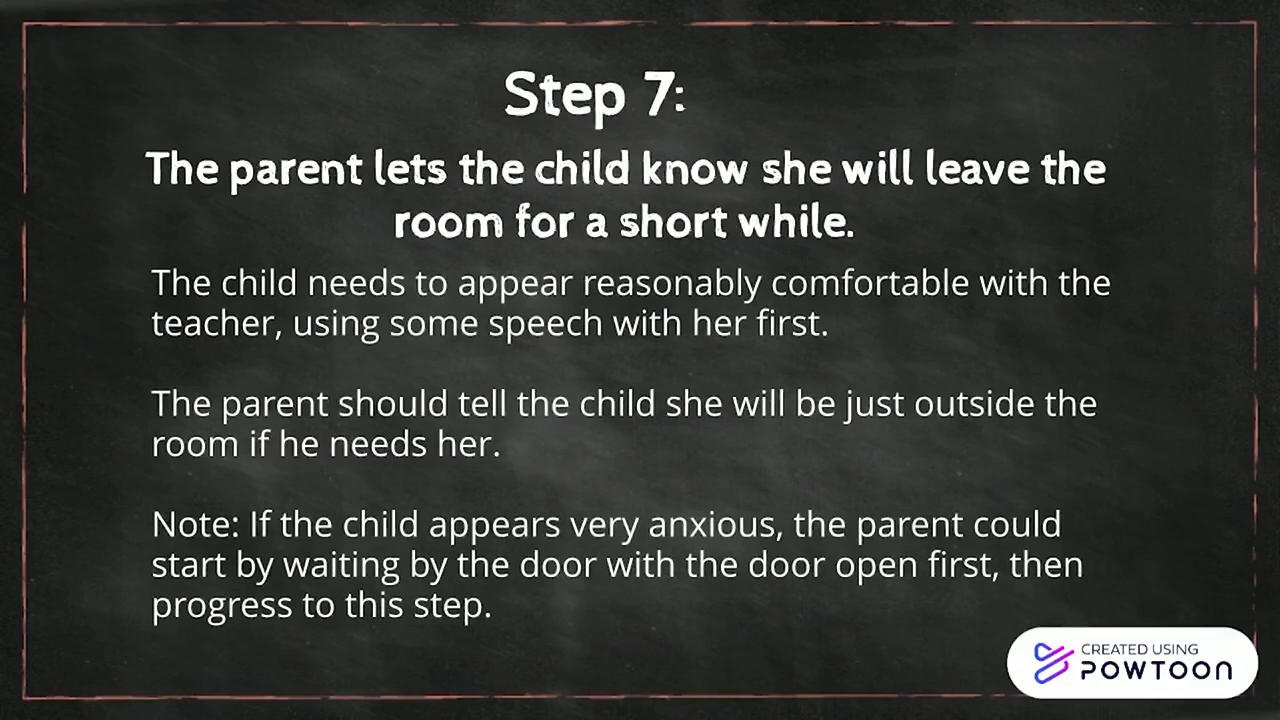 Step 7:
The parent lets the child know she will leave the
room for a short while.
The child needs to appear reasonably comfortable with the
teacher, using some speech with her first.
The parent should tell the child she will be just outside the
room if he needs her.
Note: If the child appears very anxious, the parent could
start by waiting by the door with the door open first, then
progress to this step.
CREATED USING
POWTOON